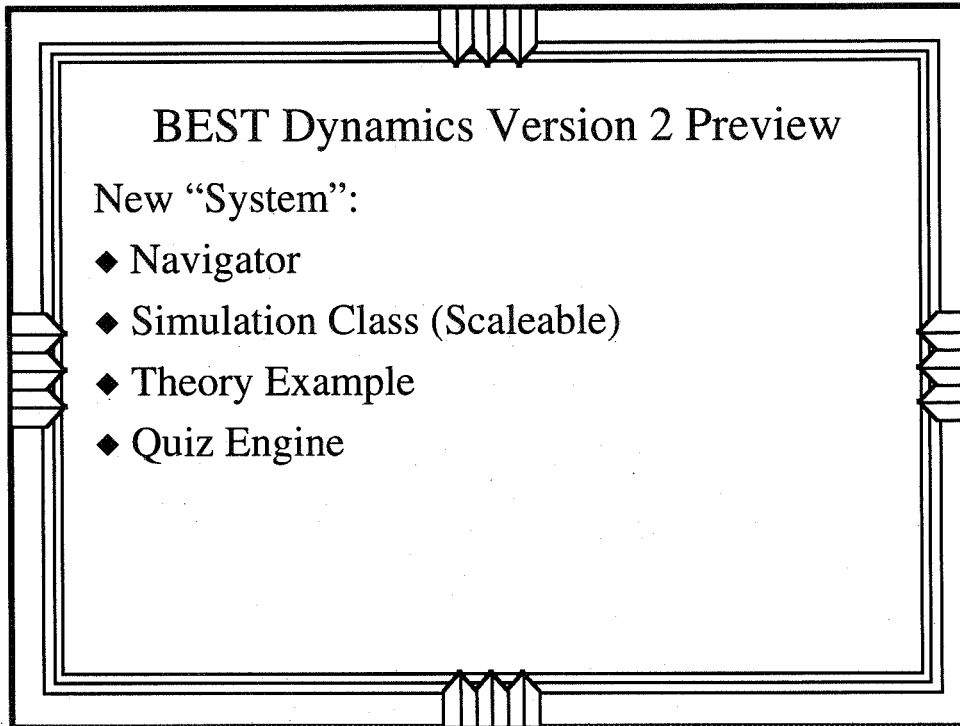 BEST Dynamics Version 2 Preview
New “System”:
◆ Navigator
◆ Simulation Class (Scaleable)
◆ Theory Example
◆ Quiz Engine